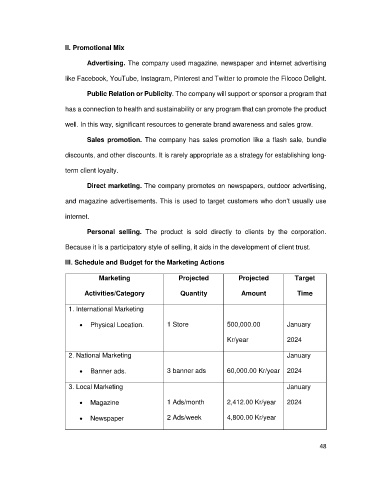 II. Promotional Mix
Advertising. The company used magazine, newspaper and internet advertising
like Facebook, YouTube, Instagram, Pinterest and Twitter to promote the Filcoco Delight.
Public Relation or Publicity. The company will support or sponsor a program that
has a connection to health and sustainability or any program that can promote the product
well. In this way, significant resources to generate brand awareness and sales grow.
Sales promotion. The company has sales promotion like a flash sale, bundle
discounts, and other discounts. It is rarely appropriate as a strategy for establishing long-
term client loyalty.
Direct marketing. The company promotes on newspapers, outdoor advertising,
and magazine advertisements. This is used to target customers who don't usually use
internet.
Personal selling. The product is sold directly to clients by the corporation.
Because it is a participatory style of selling, it aids in the development of client trust.
III. Schedule and Budget for the Marketing Actions
Marketing Activities/Category Projected Quantity Projected Amount Target Time
1. International Marketing
• Physical Location. 1 Store 500,000.00 Kr/year January 2024
2. National Marketing
• Banner ads. 3 banner ads 60,000.00 Kr/year January 2024
3. Local Marketing January 2024
• Magazine 1 Ads/month 2,412.00 Kr/year
• Newspaper 2 Ads/week 4,800.00 Kr/year
48